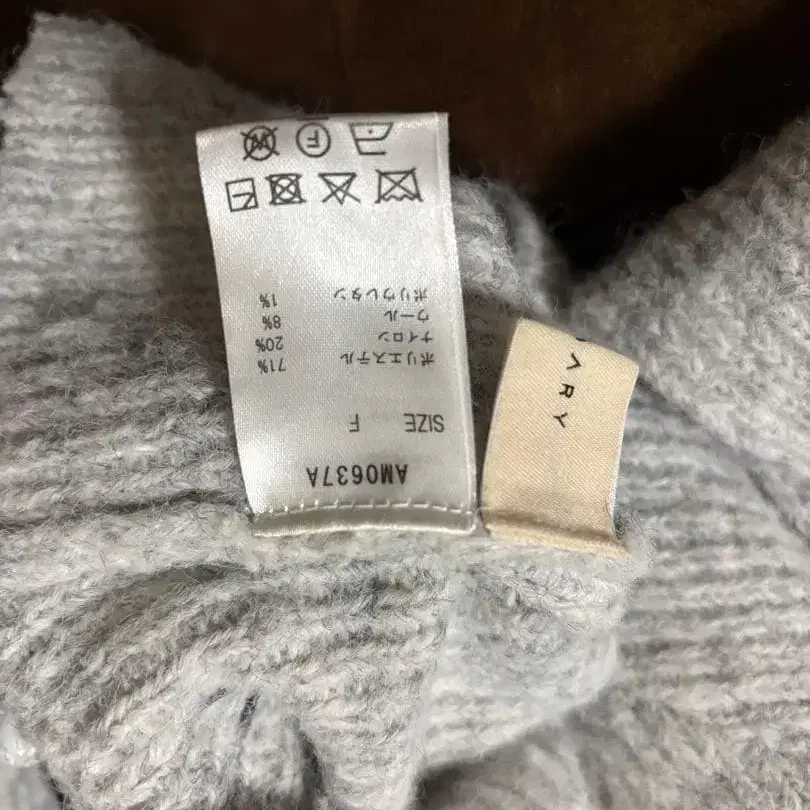 AM0637A
SIZE F
ポリエステル 71%
ナイロン 20%
ウール 8%
ポリウレタン 1%
F W
ΛRY